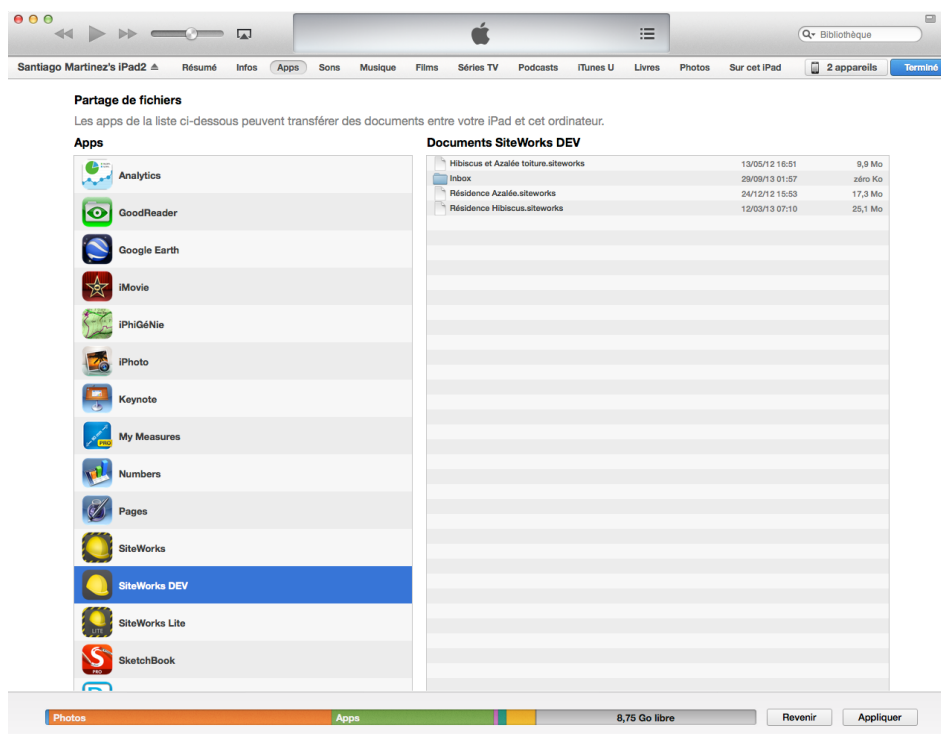 Bibliothèque
Santiago Martinez's iPad2 Résumé Infos Apps Sons Musique Films Séries TV Podcasts iTunes U Livres Photos Sur cet iPad 2 appareils Terminé
Partage de fichiers
Les apps de la liste ci-dessous peuvent transférer des documents entre votre iPad et cet ordinateur.
Apps
Analytics
GoodReader
Google Earth
iMovie
iPhiGéNie
iPhoto
Keynote
PRO
My Measures
Numbers
Pages
SiteWorks
SiteWorks DEV
LITE
SiteWorks Lite
PRO
SketchBook
Documents SiteWorks DEV
Hibiscus et Azalée toiture.siteworks 13/05/12 16:51 9,9 Mo
Inbox 29/09/13 01:57 zéro Ko
Résidence Azalée.siteworks 24/12/12 15:53 17,3 Mo
Résidence Hibiscus.siteworks 12/03/13 07:10 25,1 Mo
Photos Apps 8,75 Go libre Revenir Appliquer